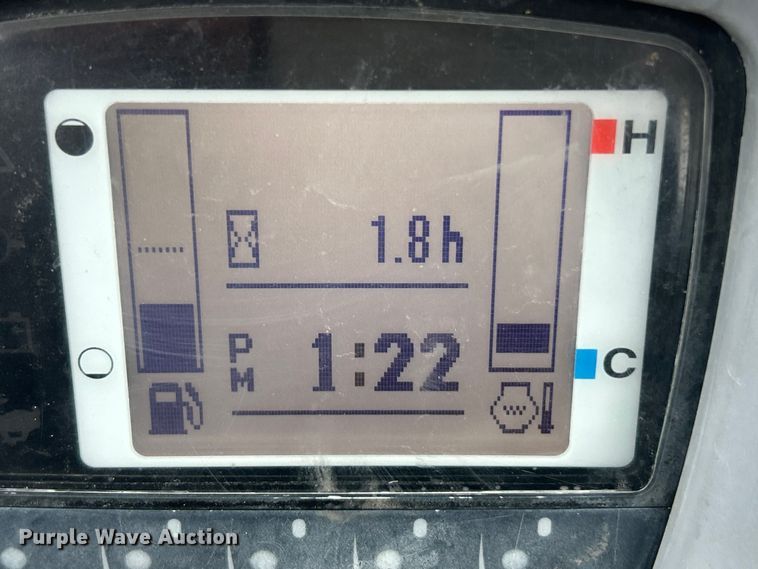 H
1.8h
PM 1:22
C
Purple Wave Auction